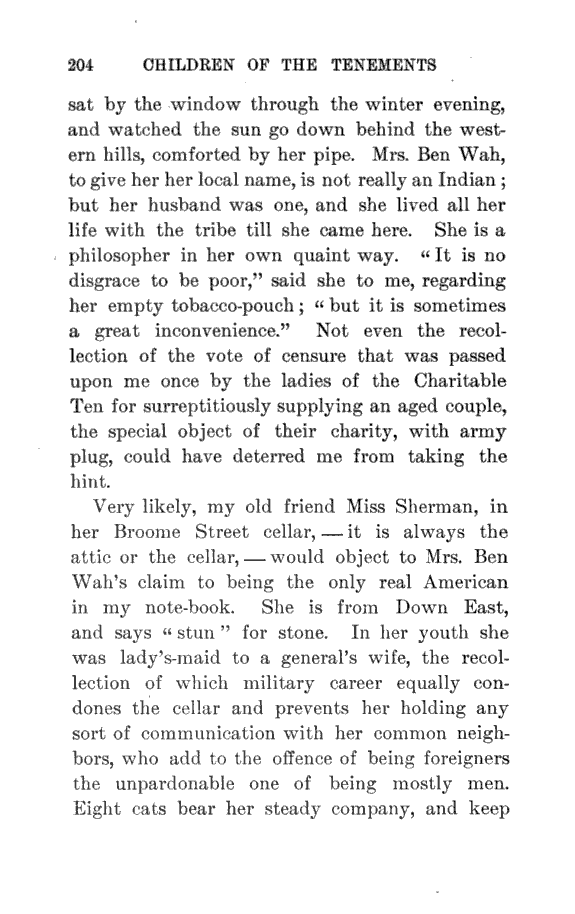 204 CHILDREN OF THE TENEMENTS
sat by the window through the winter evening,
and watched the sun go down behind the west-
ern hills, comforted by her pipe. Mrs. Ben Wah,
to give her her local name, is not really an Indian ;
but her husband was one, and she lived all her
life with the tribe till she came here. She is a
philosopher in her own quaint way. “It is no
disgrace to be poor,” said she to me, regarding
her empty tobacco-pouch ; “ but it is sometimes
a great inconvenience.” Not even the recol-
lection of the vote of censure that was passed
upon me once by the ladies of the Charitable
Ten for surreptitiously supplying an aged couple,
the special object of their charity, with army
plug, could have deterred me from taking the
hint.
Very likely, my old friend Miss Sherman, in
her Broome Street cellar, — it is always the
attic or the cellar, — would object to Mrs. Ben
Wah’s claim to being the only real American
in my note-book. She is from Down East,
and says “ stun ” for stone. In her youth she
was lady’s-maid to a general’s wife, the recol-
lection of which military career equally con-
dones the cellar and prevents her holding any
sort of communication with her common neigh-
bors, who add to the offence of being foreigners
the unpardonable one of being mostly men.
Eight cats bear her steady company, and keep